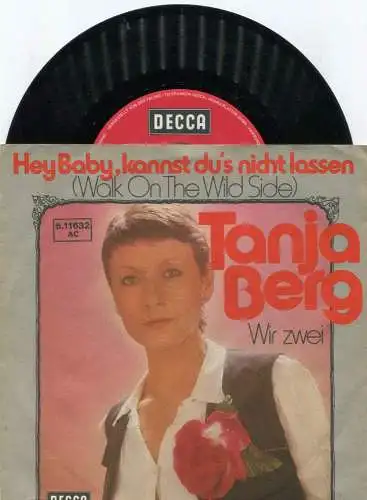 DECCA
Hey Baby, kannst du's nicht lassen
(Walk On The Wild Side)
6.11632
AC
Tanja
Berg
Wir zwei
DECCA